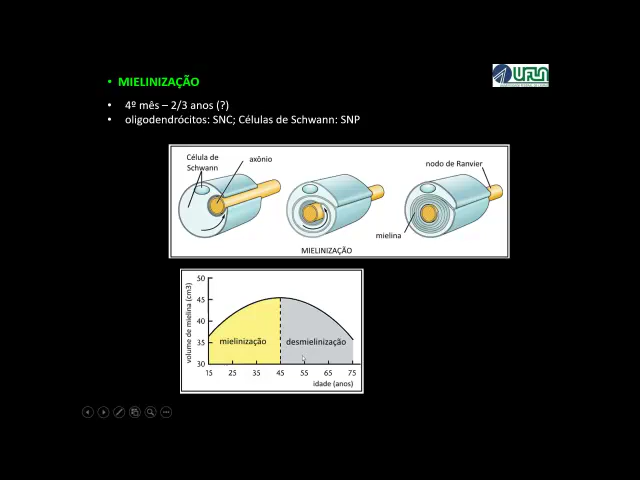 • MIELINIZAÇÃO
UFLA
• 4º mês – 2/3 anos (?)
• oligodendrócitos: SNC; Células de Schwann: SNP
Célula de
Schwann
axônio
nodo de Ranvier
mielina
MIELINIZAÇÃO
volume de mielina (cm3)
50
45
40
35
30
mielinização
desmielinização
15 25 35 45 55 65 75
idade (anos)